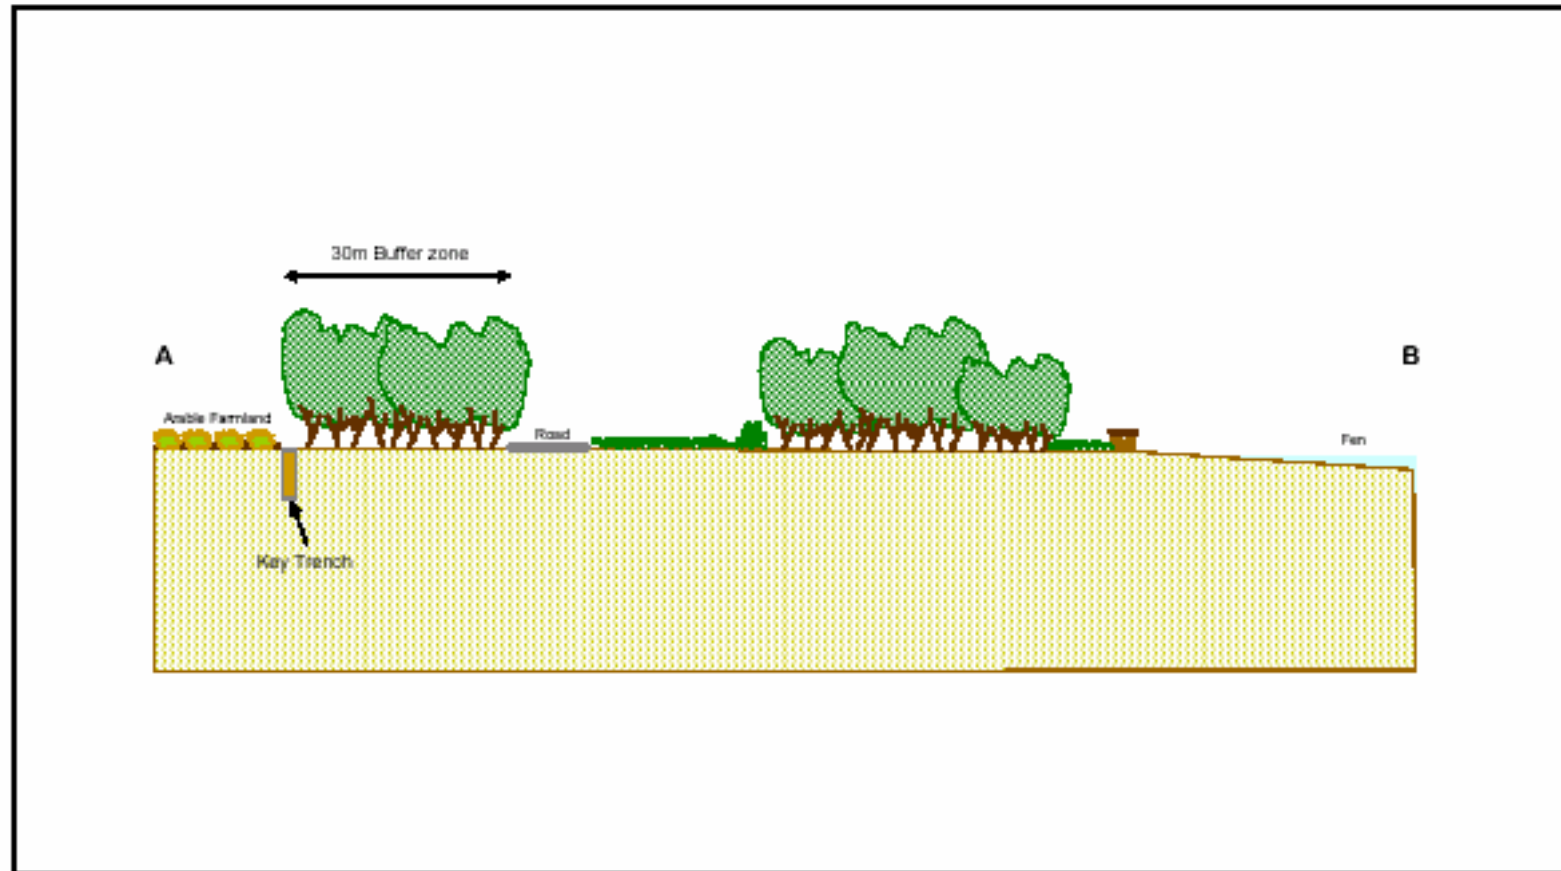 30m Buffer zone
A
B
Arable Farmland
Road
Fen
Key Trench